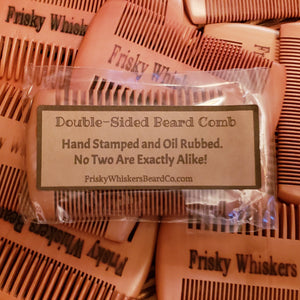 Frisky Whiskers
Double-Sided Beard Comb
Hand Stamped and Oil Rubbed.
No Two Are Exactly Alike!
FriskyWhiskersBeardCo.com
Frisky Whiskers Bea
Frisky Whiskers